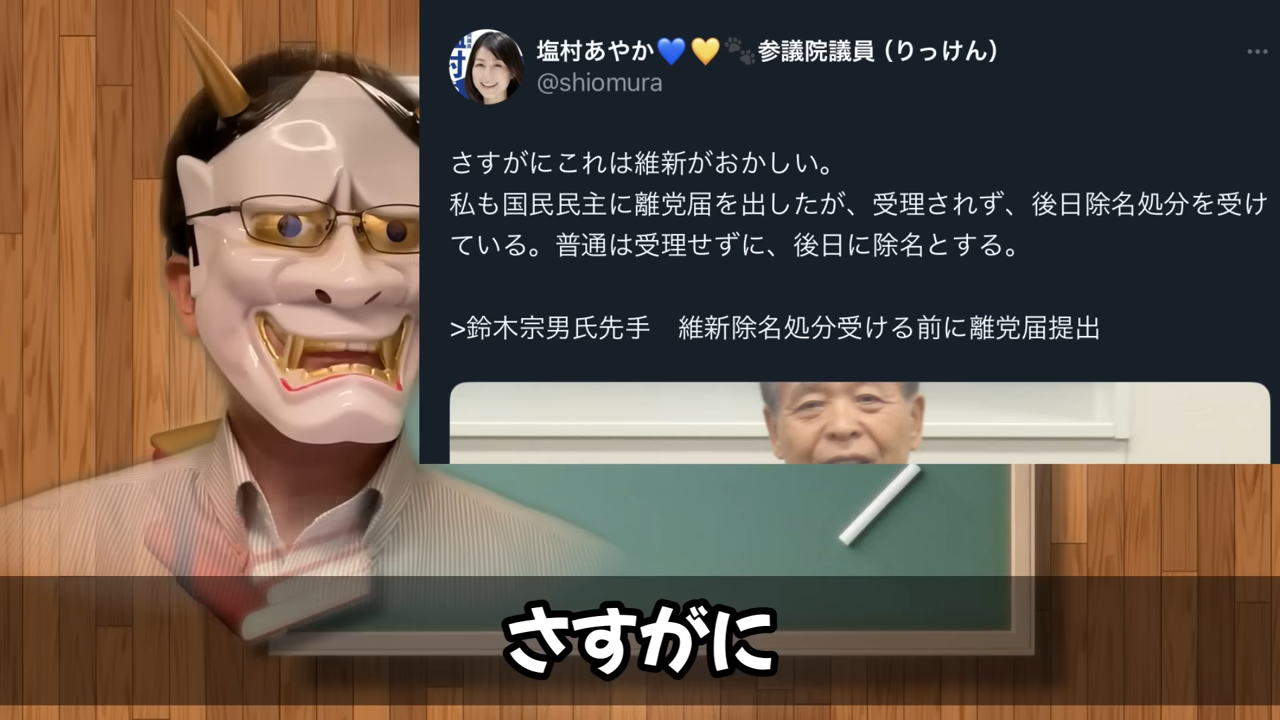 塩村あやか💙💛🐾参議院議員（りっけん）
@shiomura
さすがにこれは維新がおかしい。
私も国民民主に離党届を出したが、受理されず、後日除名処分を受け
ている。普通は受理せずに、後日に除名とする。
>鈴木宗男氏先手　維新除名処分受ける前に離党届提出
さすがに